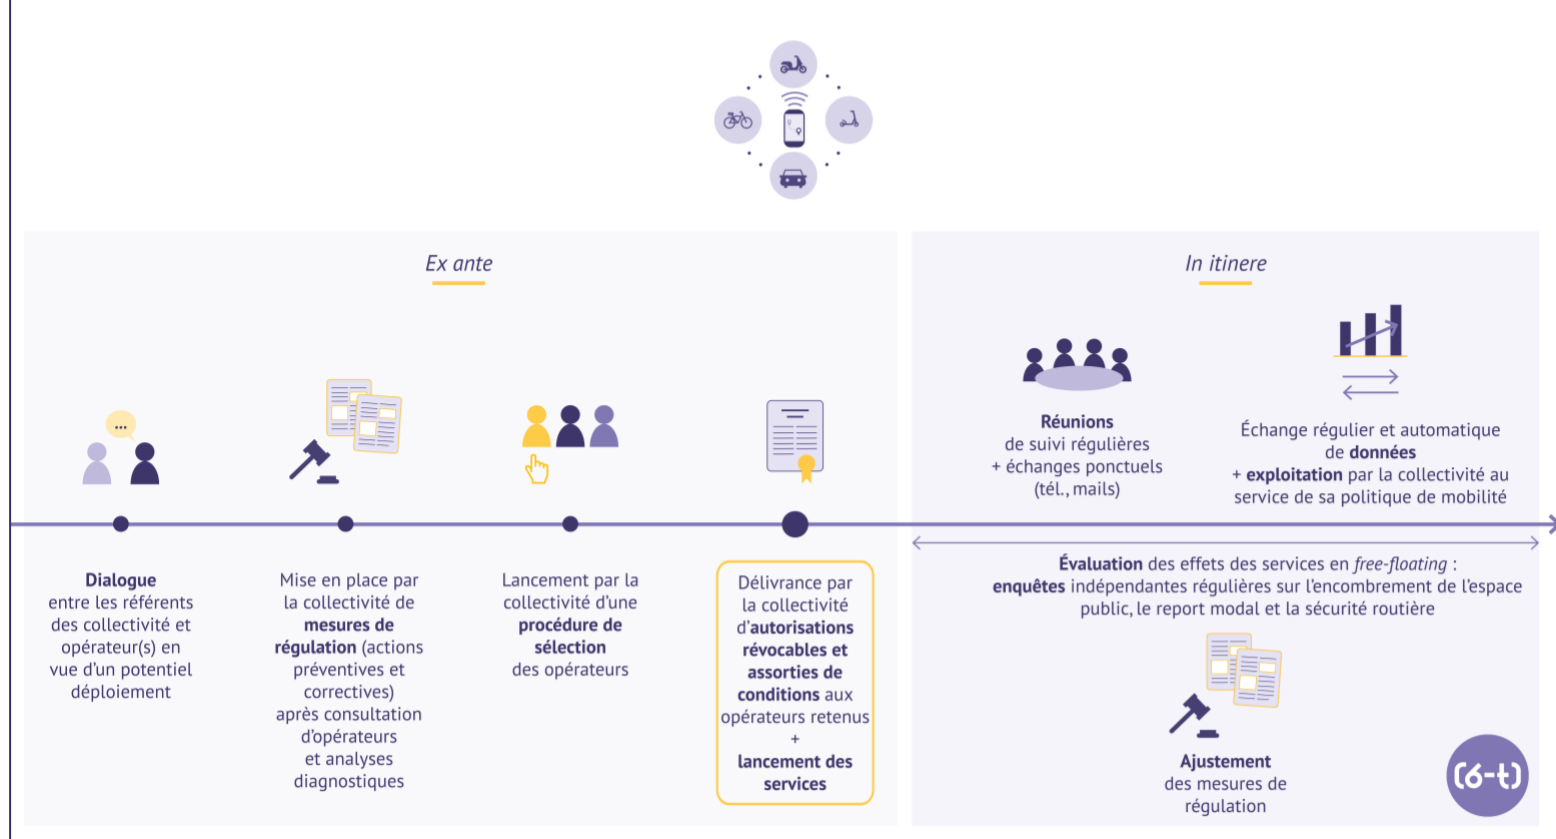 Ex ante
...
Dialogue
entre les référents
des collectivité et
opérateur(s) en
vue d'un potentiel
déploiement
Mise en place par
la collectivité de
mesures de
régulation (actions
préventives et
correctives)
après consultation
d'opérateurs
et analyses
diagnostiques
Lancement par la
collectivité d'une
procédure de
sélection
des opérateurs
Délivrance par
la collectivité
d'autorisations
révocables et
assorties de
conditions aux
opérateurs retenus
+
lancement des
services
In itinere
Réunions
de suivi régulières
+ échanges ponctuels
(tél., mails)
Échange régulier et automatique
de données
+ exploitation par la collectivité au
service de sa politique de mobilité
Évaluation des effets des services en free-floating :
enquêtes indépendantes régulières sur l'encombrement de l'espace
public, le report modal et la sécurité routière
Ajustement
des mesures de
régulation
(6-t)